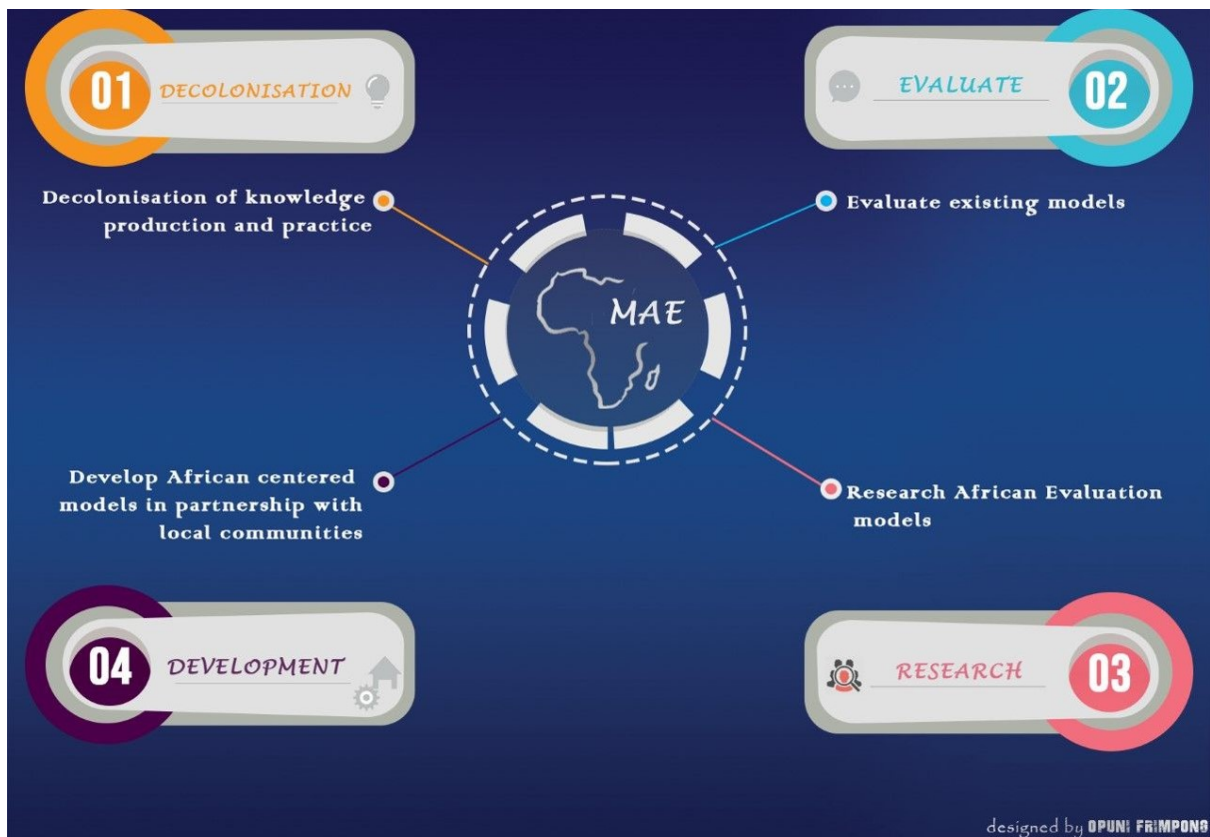 01 DECOLONISATION
EVALUATE 02
Decolonisation of knowledge
production and practice
Evaluate existing models
MAE
Develop African centered
models in partnership with
local communities
Research African Evaluation
models
04 DEVELOPMENT
RESEARCH 03
designed by OPUNI FRIMPONG